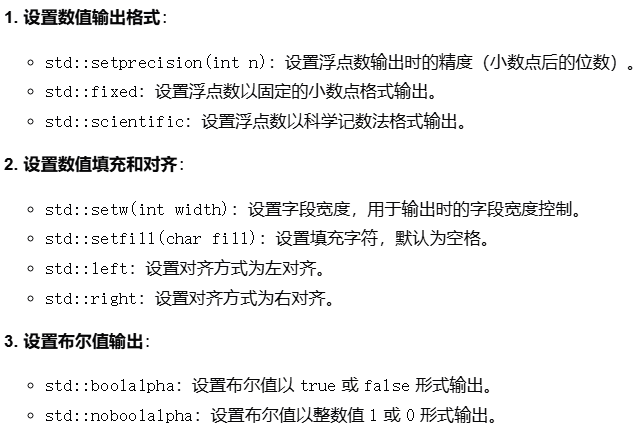 1. 设置数值输出格式：
std::setprecision(int n)：设置浮点数输出时的精度（小数点后的位数）。
std::fixed：设置浮点数以固定的小数点格式输出。
std::scientific：设置浮点数以科学记数法格式输出。
2. 设置数值填充和对齐：
std::setw(int width)：设置字段宽度，用于输出时的字段宽度控制。
std::setfill(char fill)：设置填充字符，默认为空格。
std::left：设置对齐方式为左对齐。
std::right：设置对齐方式为右对齐。
3. 设置布尔值输出：
std::boolalpha：设置布尔值以 true 或 false 形式输出。
std::noboolalpha：设置布尔值以整数值 1 或 0 形式输出。